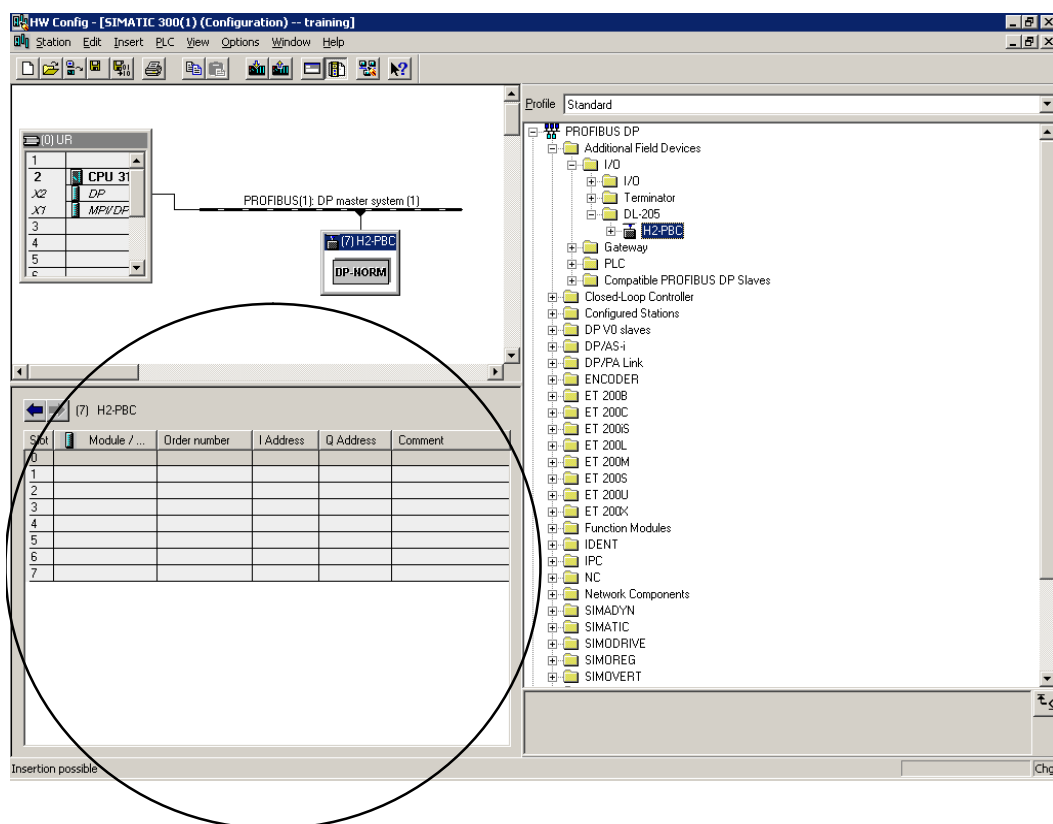 HW Config - [SIMATIC 300(1) (Configuration) -- training]
Station Edit Insert PLC View Options Window Help
(0) UR
1
2 CPU 31
X2 DP
X1 MPI/DP
3
4
5
6
PROFIBUS(1): DP master system (1)
(7) H2-PBC
DP-NORM
(7) H2-PBC
Slot Module / ... Order number I Address Q Address Comment
0
1
2
3
4
5
6
7
Insertion possible
Profile Standard
PROFIBUS DP
Additional Field Devices
I/O
I/O
Terminator
DL-205
H2-PBC
Gateway
PLC
Compatible PROFIBUS DP Slaves
Closed-Loop Controller
Configured Stations
DP V0 slaves
DP/AS-i
DP/PA Link
ENCODER
ET 200B
ET 200C
ET 200iS
ET 200L
ET 200M
ET 200S
ET 200U
ET 200X
Function Modules
IDENT
IPC
NC
Network Components
SIMADYN
SIMATIC
SIMODRIVE
SIMOREG
SIMOVERT
Chg